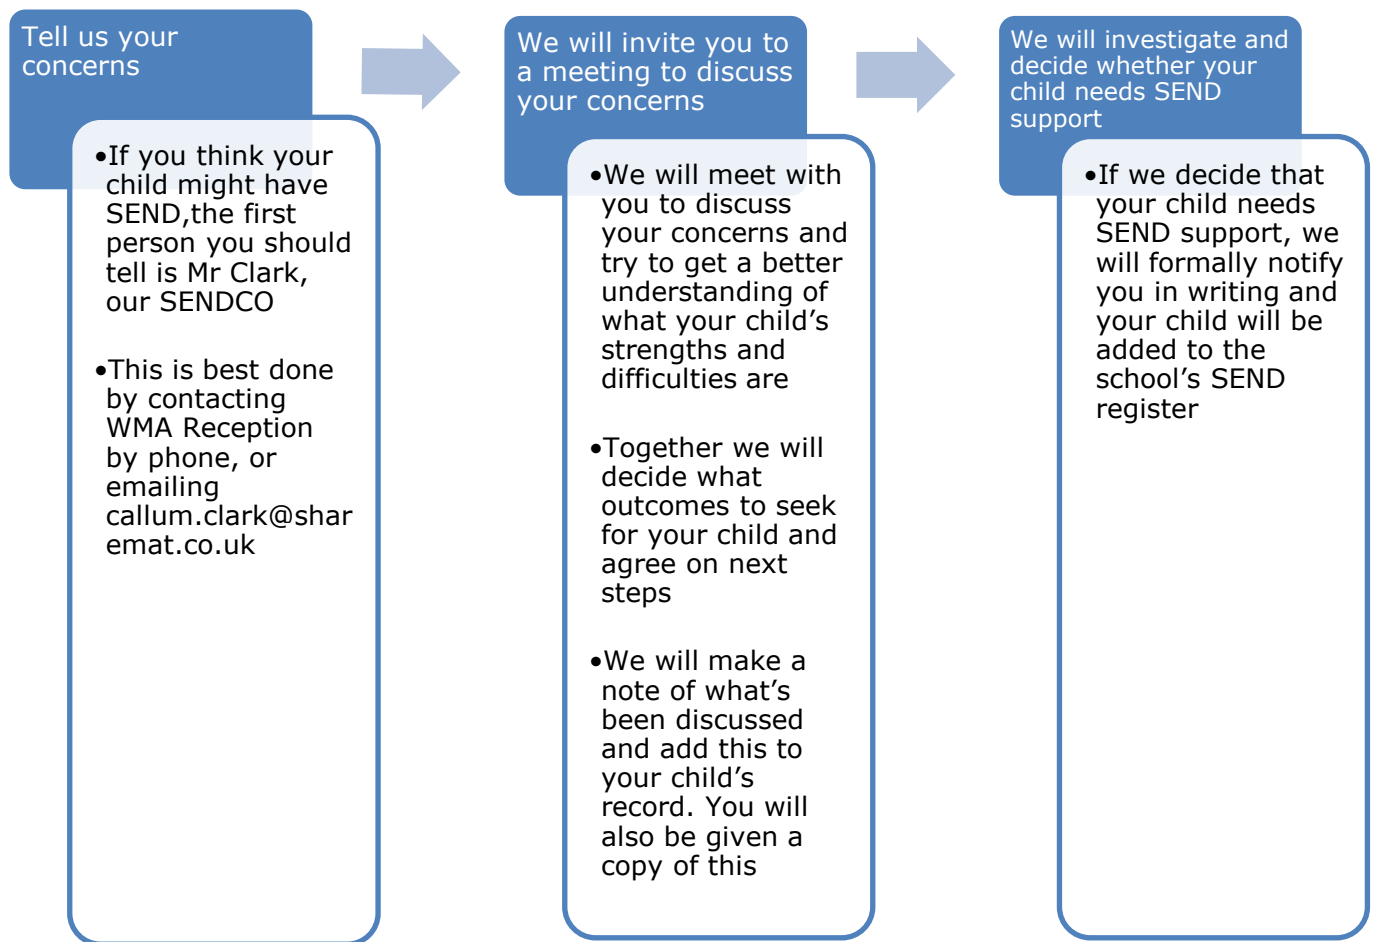 Tell us your
concerns
•If you think your
child might have
SEND,the first
person you should
tell is Mr Clark,
our SENDCO
•This is best done
by contacting
WMA Reception
by phone, or
emailing
callum.clark@shar
emat.co.uk
We will invite you to
a meeting to discuss
your concerns
•We will meet with
you to discuss
your concerns and
try to get a better
understanding of
what your child’s
strengths and
difficulties are
•Together we will
decide what
outcomes to seek
for your child and
agree on next
steps
•We will make a
note of what’s
been discussed
and add this to
your child’s
record. You will
also be given a
copy of this
We will investigate and
decide whether your
child needs SEND
support
•If we decide that
your child needs
SEND support, we
will formally notify
you in writing and
your child will be
added to the
school’s SEND
register